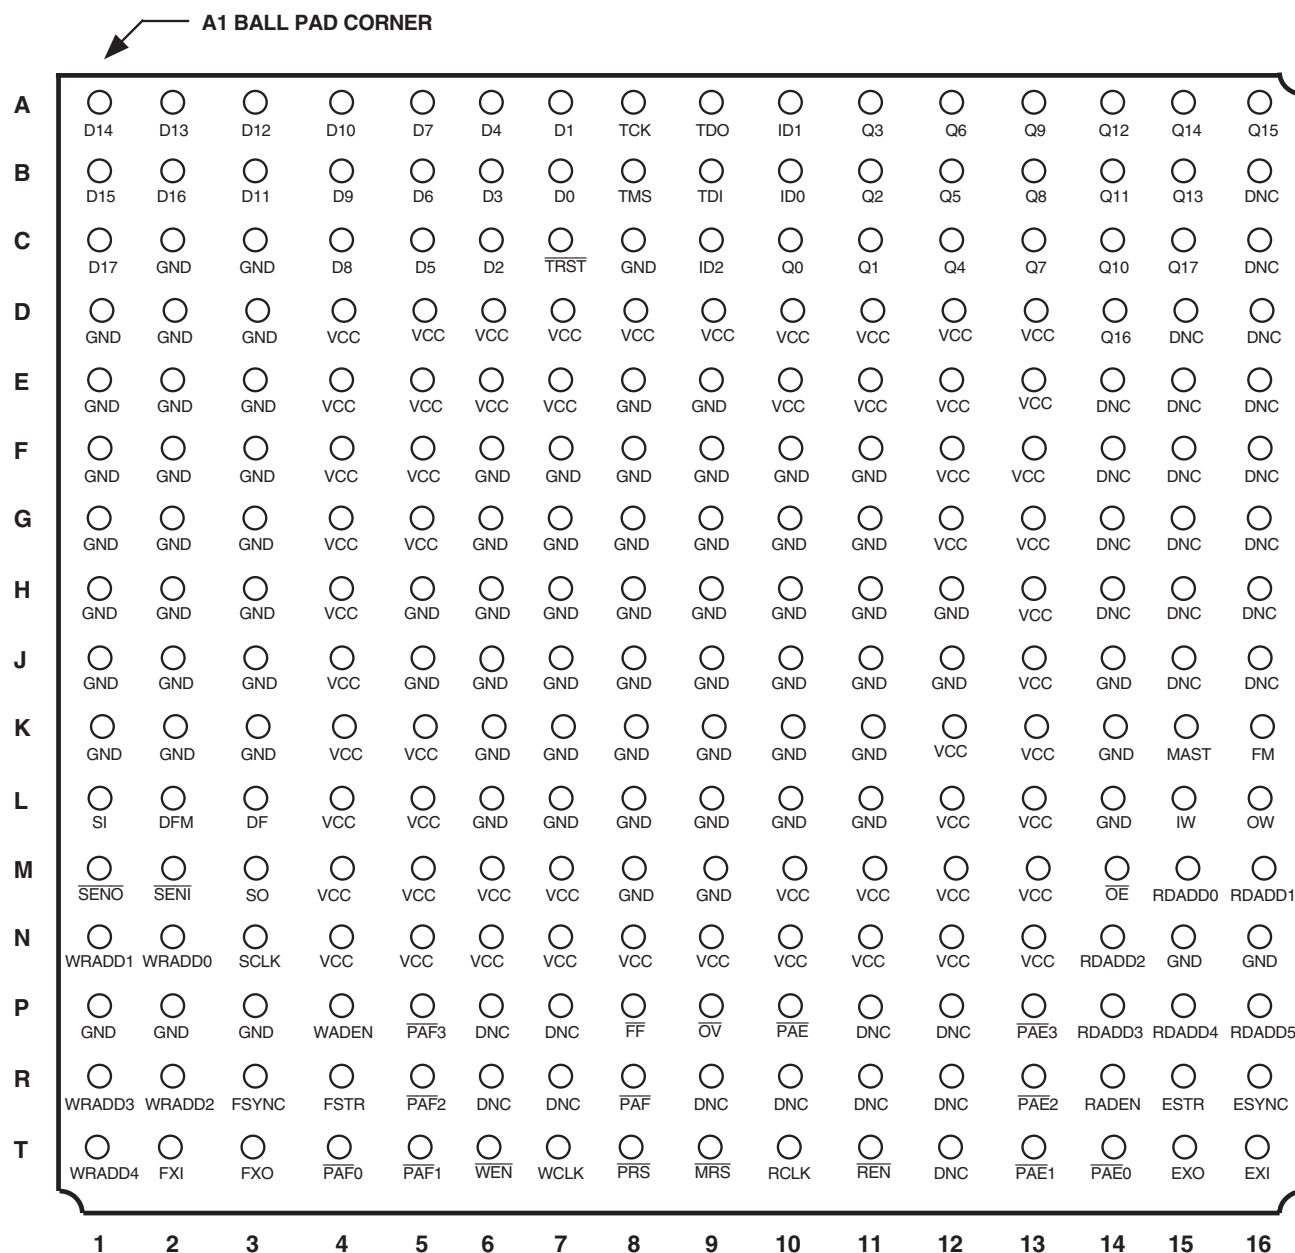 A1 BALL PAD CORNER
A
D14 D13 D12 D10 D7 D4 D1 TCK TDO ID1 Q3 Q6 Q9 Q12 Q14 Q15
B
D15 D16 D11 D9 D6 D3 D0 TMS TDI ID0 Q2 Q5 Q8 Q11 Q13 DNC
C
D17 GND GND D8 D5 D2 TRST GND ID2 Q0 Q1 Q4 Q7 Q10 Q17 DNC
D
GND GND GND VCC VCC VCC VCC VCC VCC VCC VCC VCC VCC Q16 DNC DNC
E
GND GND GND VCC VCC VCC VCC GND GND VCC VCC VCC VCC DNC DNC DNC
F
GND GND GND VCC VCC GND GND GND GND GND GND VCC VCC DNC DNC DNC
G
GND GND GND VCC VCC GND GND GND GND GND GND VCC VCC DNC DNC DNC
H
GND GND GND VCC GND GND GND GND GND GND GND GND VCC DNC DNC DNC
J
GND GND GND VCC GND GND GND GND GND GND GND GND VCC GND DNC DNC
K
GND GND GND VCC VCC GND GND GND GND GND GND VCC VCC GND MAST FM
L
SI DFM DF VCC VCC GND GND GND GND GND GND VCC VCC GND IW OW
M
SENO SENI SO VCC VCC VCC VCC GND GND VCC VCC VCC VCC OE RDADD0 RDADD1
N
WRADD1 WRADD0 SCLK VCC VCC VCC VCC VCC VCC VCC VCC VCC VCC RDADD2 GND GND
P
GND GND GND WADEN PAF3 DNC DNC FF OV PAE DNC DNC PAE3 RDADD3 RDADD4 RDADD5
R
WRADD3 WRADD2 FSYNC FSTR PAF2 DNC DNC PAF DNC DNC DNC DNC PAE2 RADEN ESTR ESYNC
T
WRADD4 FXI FXO PAF0 PAF1 WEN WCLK PRS MRS RCLK REN DNC PAE1 PAE0 EXO EXI
1 2 3 4 5 6 7 8 9 10 11 12 13 14 15 16